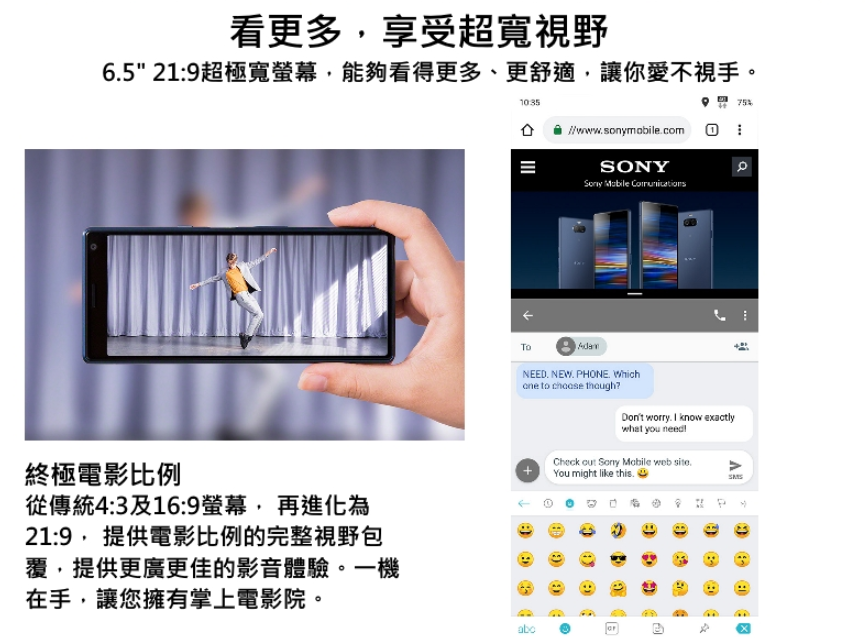 看更多，享受超寬視野
6.5" 21:9超極寬螢幕，能夠看得更多、更舒適，讓你愛不視手。
10:35
75%
//www.sonymobile.com
1
SONY
Sony Mobile Comunications
To
Adam
NEED. NEW. PHONE. Which
one to choose though?
Don't worry. I know exactly
what you need!
Check out Sony Mobile web site.
You might like this. 😀
SMS
abc
GIF
終極電影比例
從傳統4:3及16:9螢幕， 再進化為
21:9， 提供電影比例的完整視野包
覆，提供更廣更佳的影音體驗。一機
在手，讓您擁有掌上電影院。